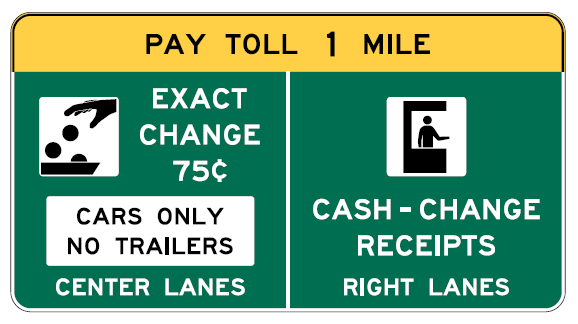 PAY TOLL 1 MILE
EXACT
CHANGE
75¢
CARS ONLY
NO TRAILERS
CENTER LANES
CASH - CHANGE
RECEIPTS
RIGHT LANES